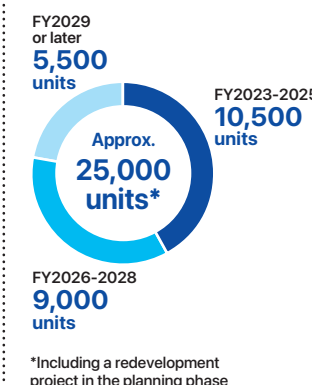 FY2029
or later
5,500
units
FY2023-2025
10,500
units
Approx.
25,000
units*
FY2026-2028
9,000
units
*Including a redevelopment
project in the planning phase